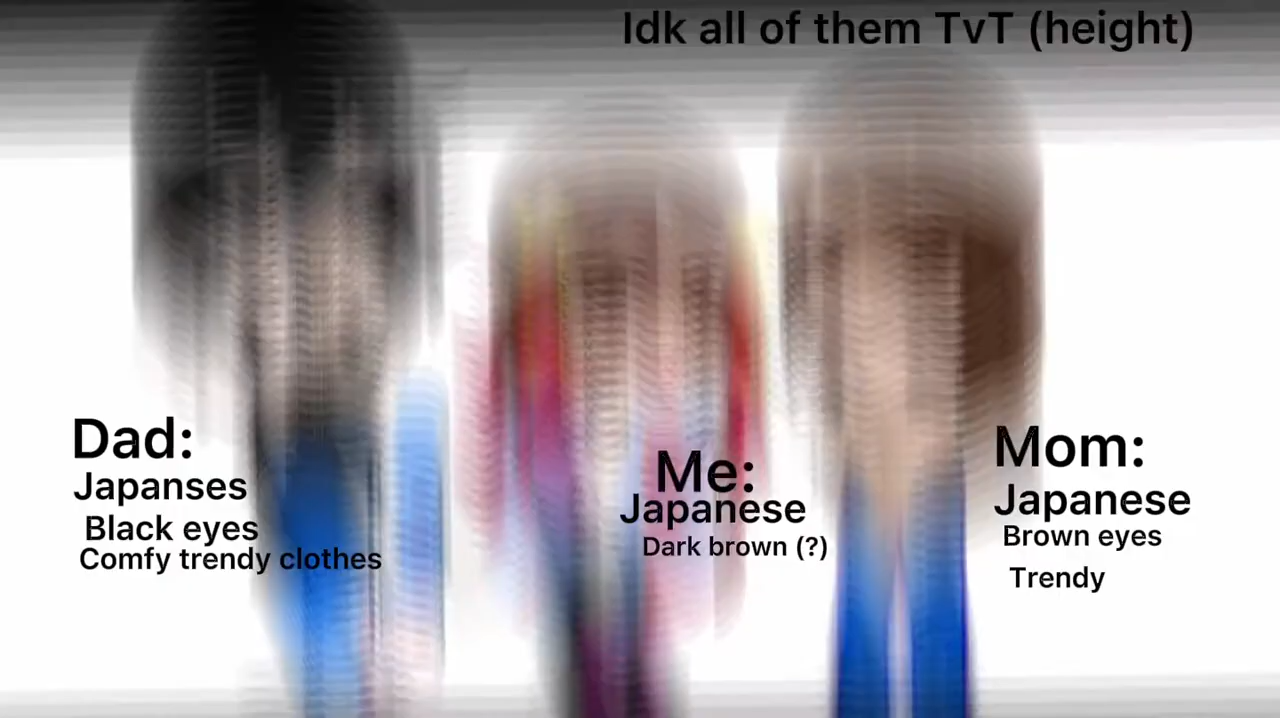 Idk all of them TvT (height)
Dad:
Japanses
Black eyes
Comfy trendy clothes
Me:
Japanese
Dark brown (?)
Mom:
Japanese
Brown eyes
Trendy